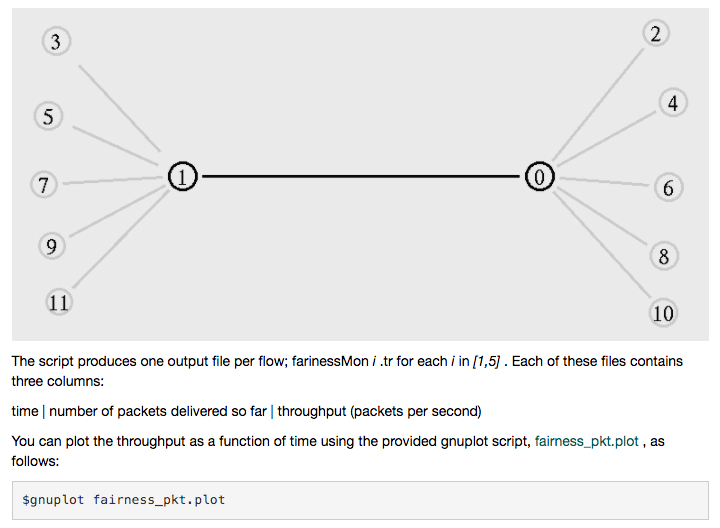 3
2
5
4
7
1
0
6
9
8
11
10
The script produces one output file per flow; farinessMon i .tr for each i in [1,5] . Each of these files contains
three columns:
time | number of packets delivered so far | throughput (packets per second)
You can plot the throughput as a function of time using the provided gnuplot script, fairness_pkt.plot , as
follows:
$gnuplot fairness_pkt.plot